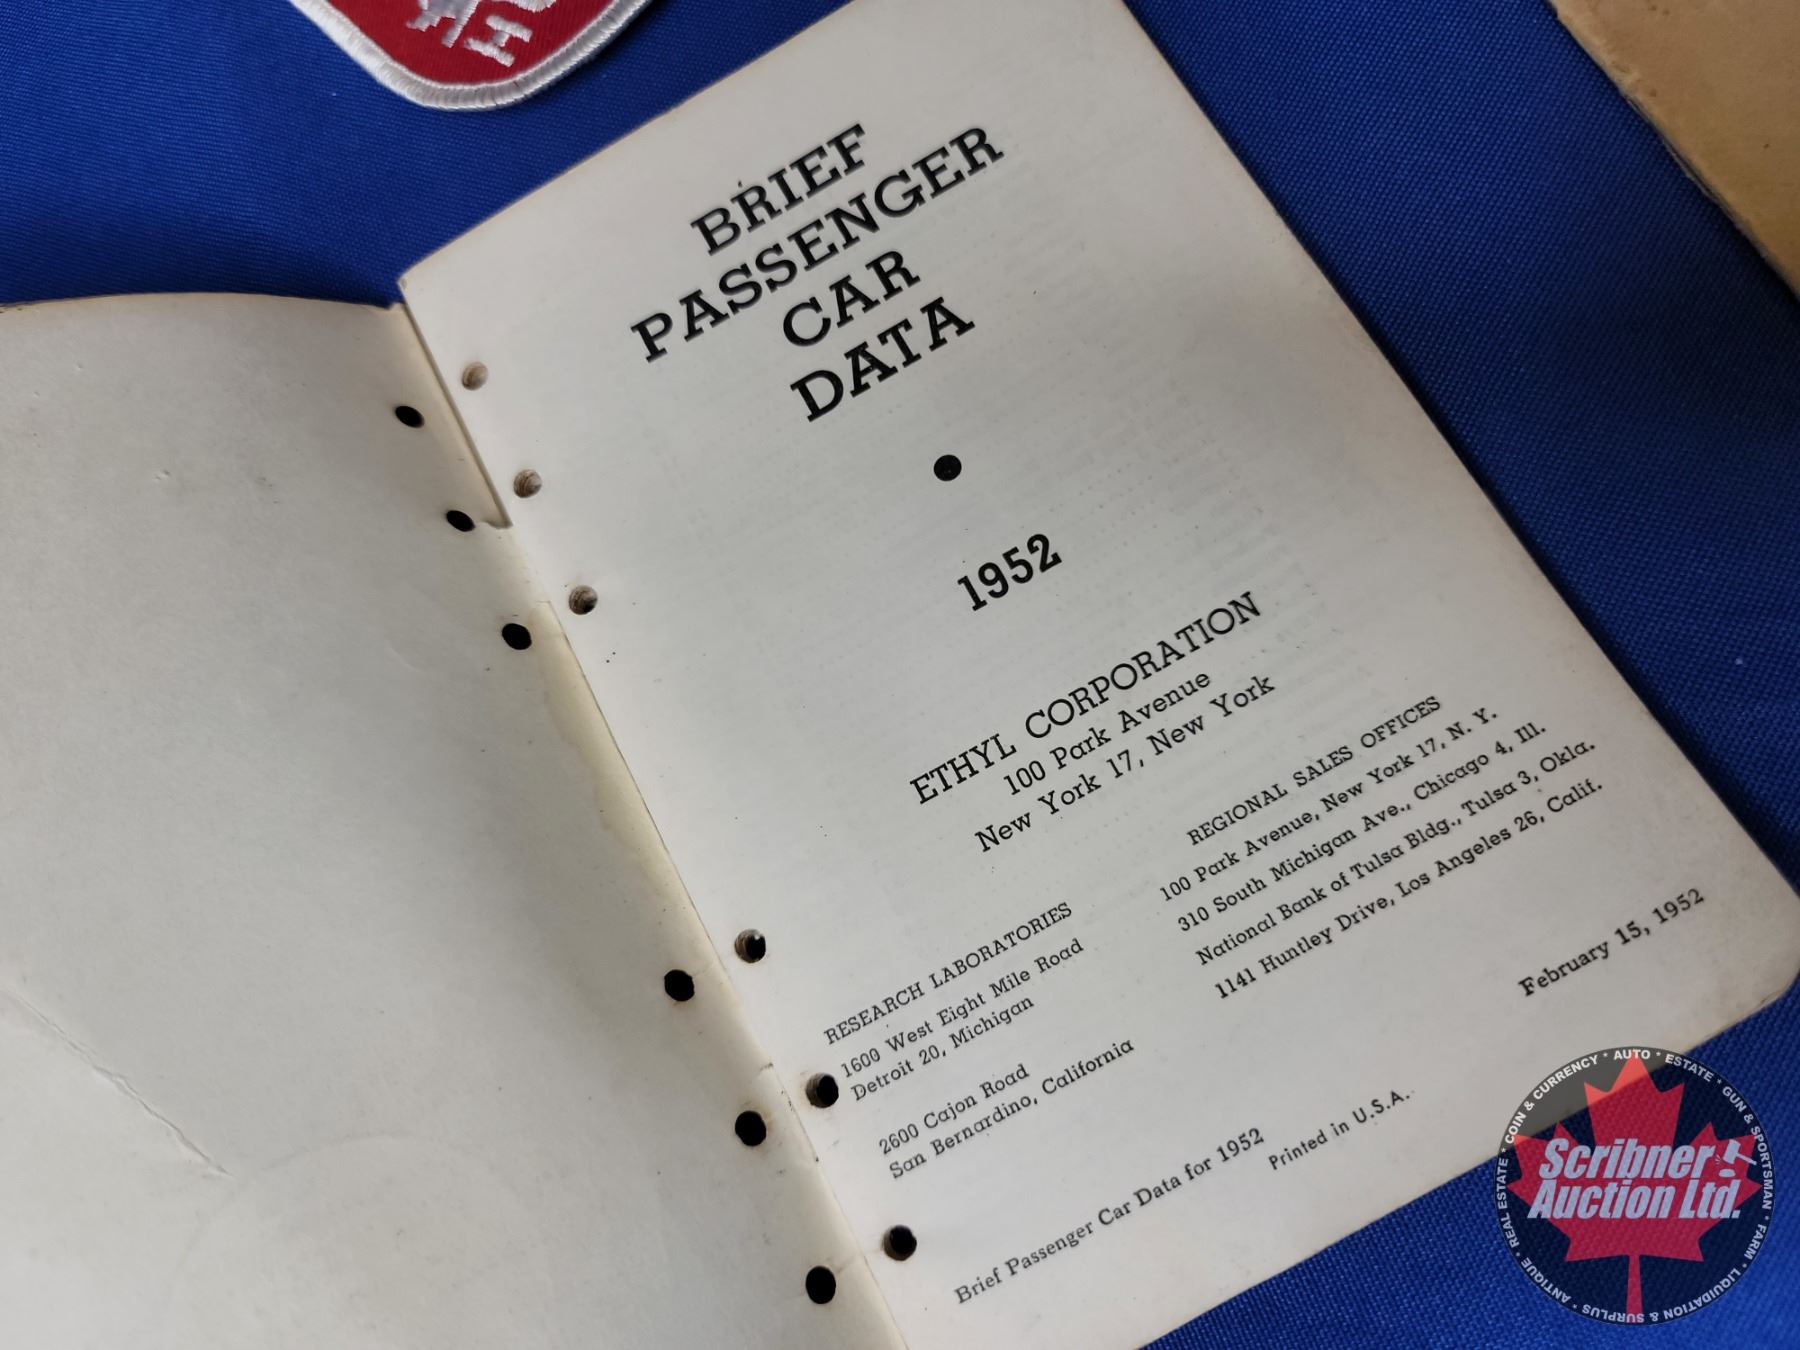 BRIEF
PASSENGER
CAR
DATA
1952
ETHYL CORPORATION
100 Park Avenue
New York 17, New York
REGIONAL SALES OFFICES
100 Park Avenue, New York 17, N. Y.
310 South Michigan Ave., Chicago 4, Ill.
National Bank of Tulsa Bldg., Tulsa 3, Okla.
1141 Huntley Drive, Los Angeles 26, Calif.
RESEARCH LABORATORIES
1600 West Eight Mile Road
Detroit 20, Michigan
2600 Cajon Road
San Bernardino, California
February 15, 1952
Brief Passenger Car Data for 1952
Printed in U.S.A.
Scribner
Auction Ltd.
COIN & CURRENCY * AUTO * ESTATE * GUN & SPORTSMAN * FARM * LIQUIDATION & SURPLUS * ANTIQUE * REAL ESTATE *